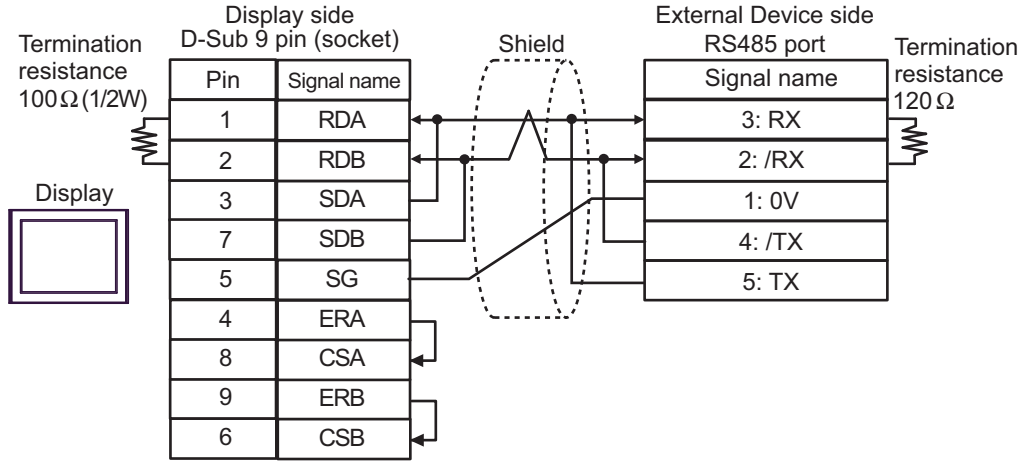 Display side
D-Sub 9 pin (socket)
External Device side
RS485 port
Termination
resistance
100Ω(1/2W)
Shield
Termination
resistance
120Ω
Display
Pin Signal name
1 RDA
2 RDB
3 SDA
7 SDB
5 SG
4 ERA
8 CSA
9 ERB
6 CSB
Signal name
3: RX
2: /RX
1: 0V
4: /TX
5: TX